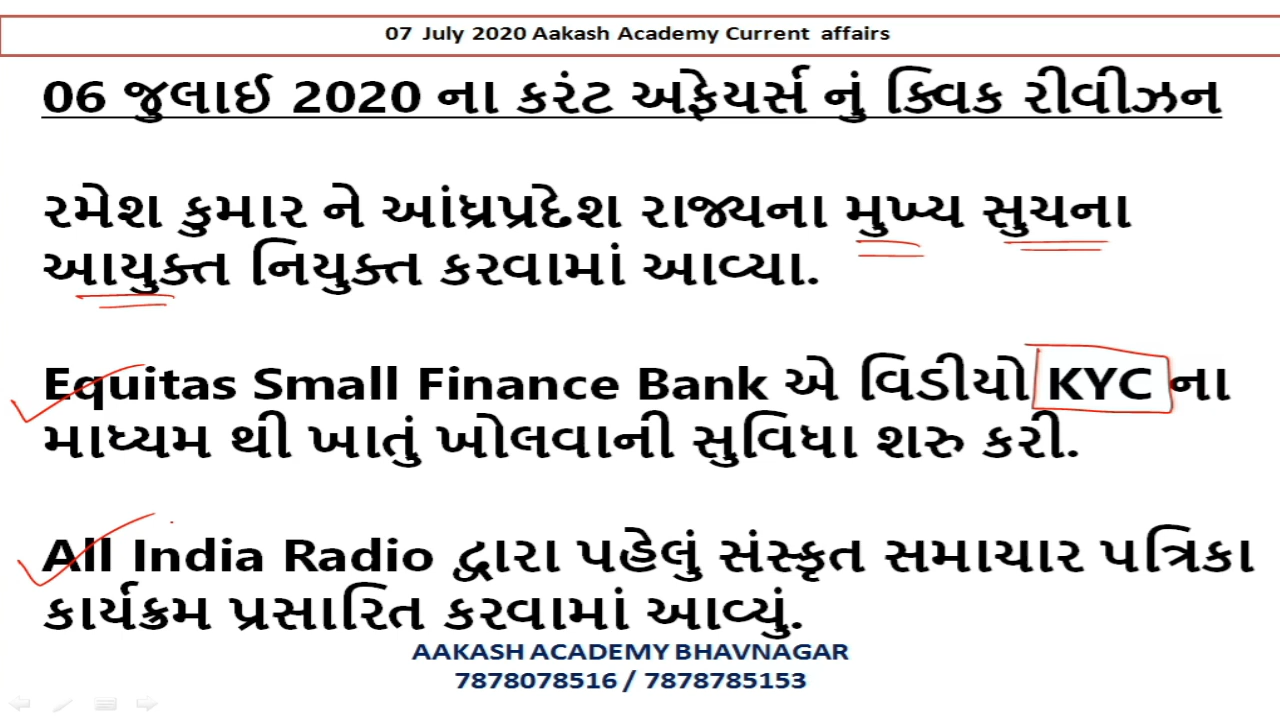 07 July 2020 Aakash Academy Current affairs
06 જુલાઈ 2020 ના કરંટ અફેયર્સ નું ક્વિક રીવીઝન
રમેશ કુમાર ને આંધ્રપ્રદેશ રાજ્યના મુખ્ય સુચના
આયુક્ત નિયુક્ત કરવામાં આવ્યા.
Equitas Small Finance Bank એ વિડીયો KYC ના
માધ્યમ થી ખાતું ખોલવાની સુવિધા શરુ કરી.
All India Radio દ્વારા પહેલું સંસ્કૃત સમાચાર પત્રિકા
કાર્યક્રમ પ્રસારિત કરવામાં આવ્યું.
AAKASH ACADEMY BHAVNAGAR
7878078516 / 7878785153